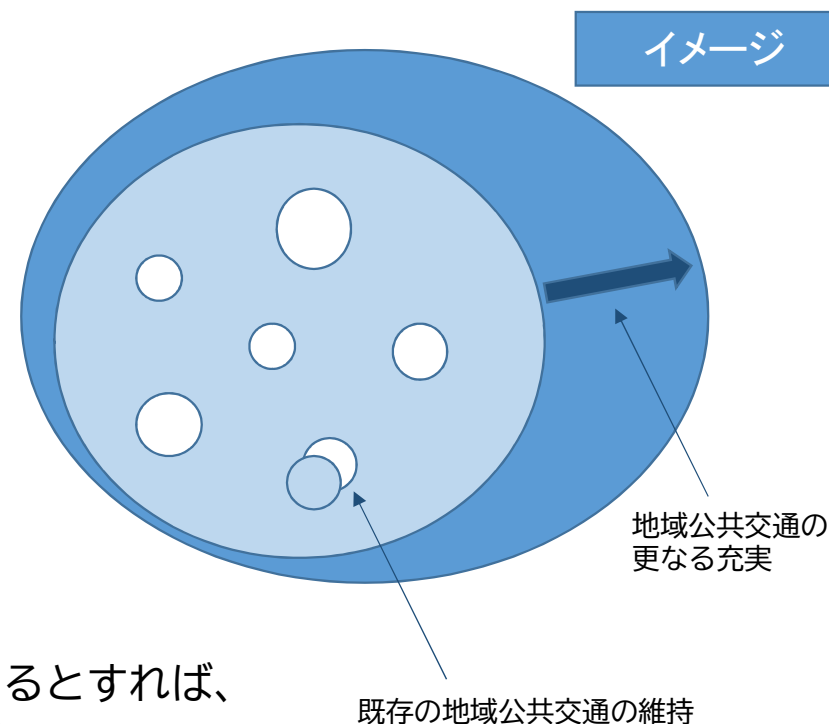 イメージ
地域公共交通の
更なる充実
るとすれば、
既存の地域公共交通の維持